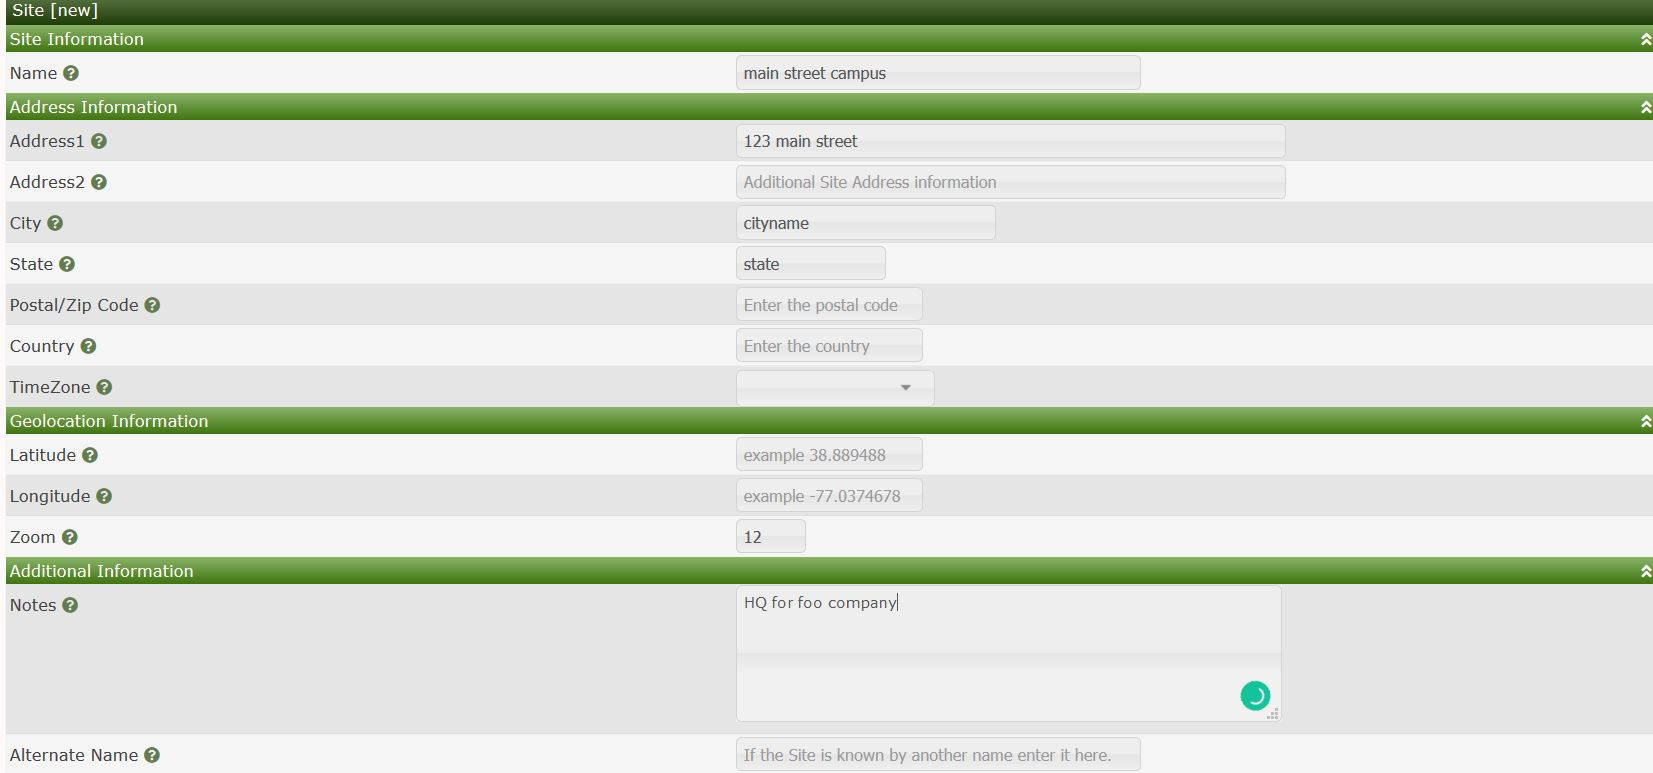 Site [new]
Site Information
Name
main street campus
Address Information
Address1
123 main street
Address2
Additional Site Address information
City
cityname
State
state
Postal/Zip Code
Enter the postal code
Country
Enter the country
TimeZone
Geolocation Information
Latitude
example 38.889488
Longitude
example -77.0374678
Zoom
12
Additional Information
Notes
HQ for foo company
Alternate Name
If the Site is known by another name enter it here.